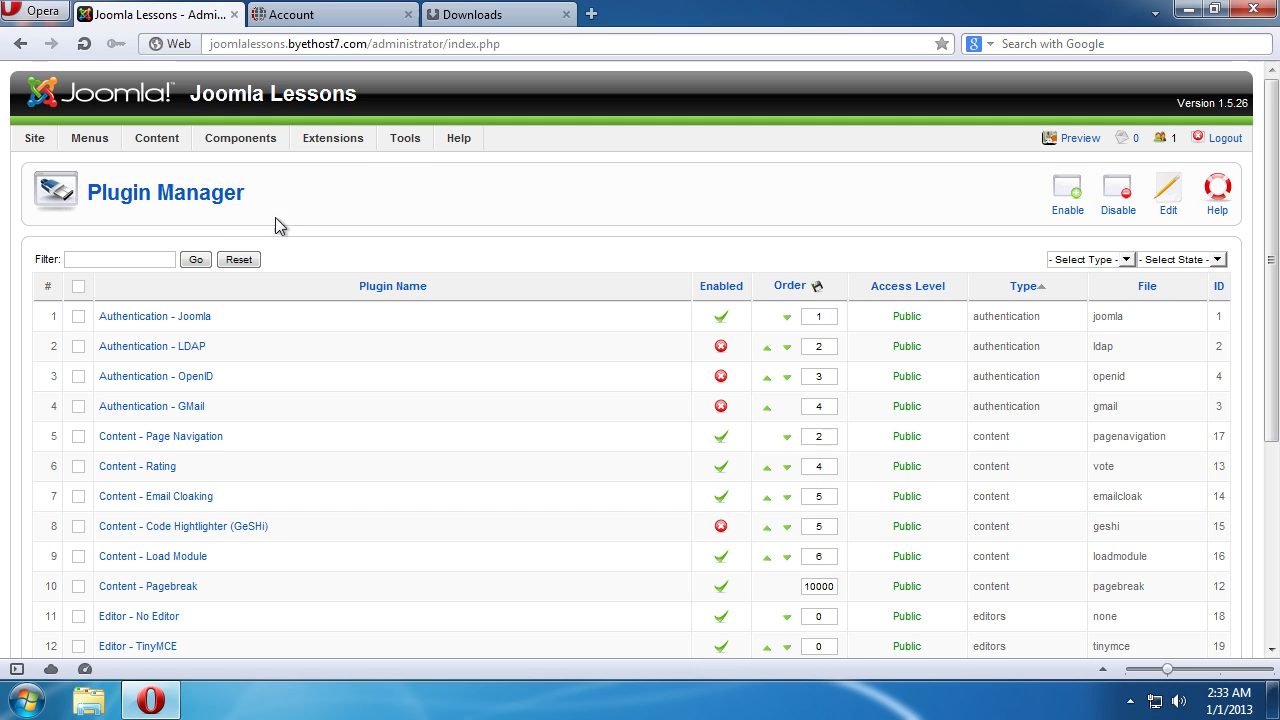 Opera
Joomla Lessons - Admi...
Account
Downloads
Web
joomlalessons.byethost7.com/administrator/index.php
8
Search with Google
Joomla!™ Joomla Lessons
Version 1.5.26
Site Menus Content Components Extensions Tools Help
Preview 0 1 Logout
Plugin Manager
Enable Disable Edit Help
Filter: Go Reset
- Select Type - - Select State -
# Plugin Name Enabled Order Access Level Type File ID
1 Authentication - Joomla 1 Public authentication joomla 1
2 Authentication - LDAP 2 Public authentication ldap 2
3 Authentication - OpenID 3 Public authentication openid 4
4 Authentication - GMail 4 Public authentication gmail 3
5 Content - Page Navigation 2 Public content pagenavigation 17
6 Content - Rating 4 Public content vote 13
7 Content - Email Cloaking 5 Public content emailcloak 14
8 Content - Code Hightlighter (GeSHi) 5 Public content geshi 15
9 Content - Load Module 6 Public content loadmodule 16
10 Content - Pagebreak 10000 Public content pagebreak 12
11 Editor - No Editor 0 Public editors none 18
12 Editor - TinyMCE 0 Public editors tinymce 19
2:33 AM
1/1/2013